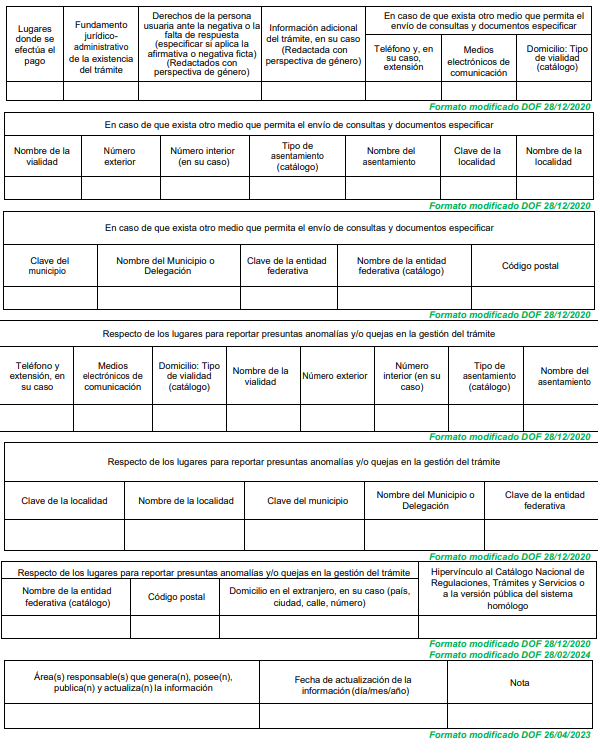 Lugares
donde se
efectúa el
pago
Fundamento
jurídico-
administrativo
de la existencia
del trámite
Derechos de la persona
usuaria ante la negativa o la
falta de respuesta
(especificar si aplica la
afirmativa o negativa ficta)
(Redactados con
perspectiva de género)
Información adicional
del trámite, en su caso
(Redactada con
perspectiva de género)
En caso de que exista otro medio que permita el
envío de consultas y documentos especificar
Teléfono y, en
su caso,
extensión
Medios
electrónicos de
comunicación
Domicilio: Tipo
de vialidad
(catálogo)
Formato modificado DOF 28/12/2020
En caso de que exista otro medio que permita el envío de consultas y documentos especificar
Nombre de la
vialidad
Número
exterior
Número interior
(en su caso)
Tipo de
asentamiento
(catálogo)
Nombre del
asentamiento
Clave de la
localidad
Nombre de la
localidad
Formato modificado DOF 28/12/2020
En caso de que exista otro medio que permita el envío de consultas y documentos especificar
Clave del
municipio
Nombre del Municipio o
Delegación
Clave de la entidad
federativa
Nombre de la entidad
federativa (catálogo)
Código postal
Formato modificado DOF 28/12/2020
Respecto de los lugares para reportar presuntas anomalías y/o quejas en la gestión del trámite
Teléfono y
extensión, en
su caso
Medios
electrónicos de
comunicación
Domicilio: Tipo
de vialidad
(catálogo)
Nombre de la
vialidad
Número exterior
Número
interior (en su
caso)
Tipo de
asentamiento
(catálogo)
Nombre del
asentamiento
Formato modificado DOF 28/12/2020
Respecto de los lugares para reportar presuntas anomalías y/o quejas en la gestión del trámite
Clave de la localidad
Nombre de la localidad
Clave del municipio
Nombre del Municipio o
Delegación
Clave de la entidad
federativa
Formato modificado DOF 28/12/2020
Respecto de los lugares para reportar presuntas anomalías y/o quejas en la gestión del trámite
Nombre de la entidad
federativa (catálogo)
Código postal
Domicilio en el extranjero, en su caso (país,
ciudad, calle, número)
Hipervínculo al Catálogo Nacional de
Regulaciones, Trámites y Servicios o
a la versión pública del sistema
homólogo
Formato modificado DOF 28/12/2020
Formato modificado DOF 28/02/2024
Área(s) responsable(s) que genera(n), posee(n),
publica(n) y actualiza(n) la información
Fecha de actualización de la
información (día/mes/año)
Nota
Formato modificado DOF 26/04/2023